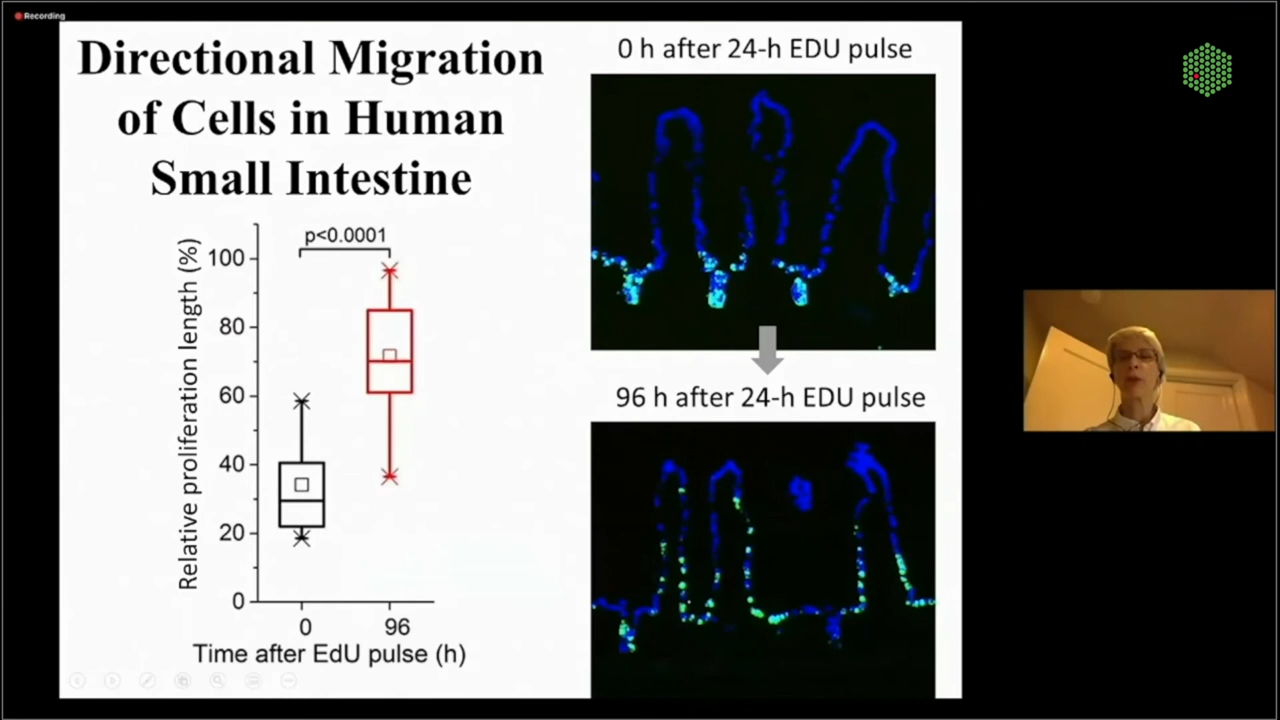 Recording
Directional Migration
of Cells in Human
Small Intestine
p<0.0001
Relative proliferation length (%)
100
80
60
40
20
0
0
96
Time after EdU pulse (h)
0 h after 24-h EDU pulse
96 h after 24-h EDU pulse